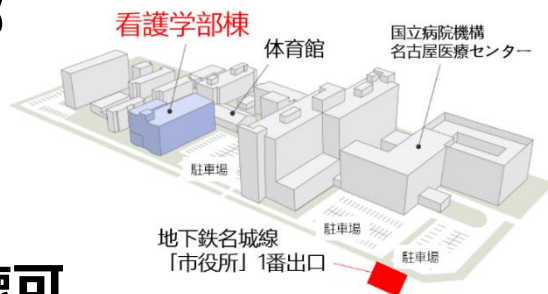 看護学部棟
体育館
国立病院機構
名古屋医療センター
駐車場
駐車場
駐車場
地下鉄名城線
「市役所」1番出口